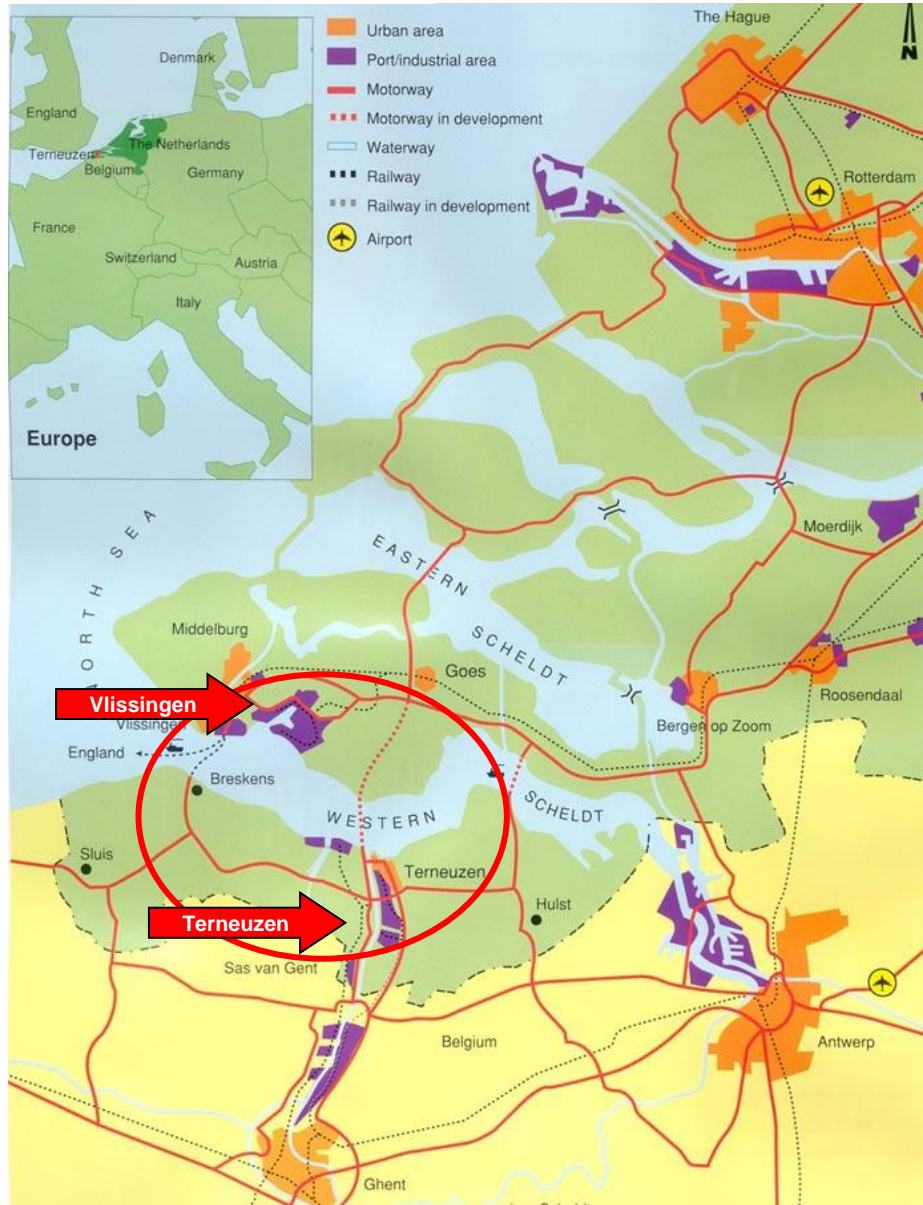 Denmark
England
The Netherlands
Terneuzen
Belgium
Germany
France
Switzerland
Austria
Italy
Europe
Urban area
Port/industrial area
Motorway
Motorway in development
Waterway
Railway
Railway in development
Airport
The Hague
N
Rotterdam
Moerdijk
NORTH SEA
EASTERN
SCHELDT
Middelburg
Goes
Roosendaal
Bergen op Zoom
Vlissingen
Vlissingen
England
Breskens
WESTERN
SCHELDT
Sluis
Terneuzen
Hulst
Terneuzen
Sas van Gent
Belgium
Antwerp
Ghent